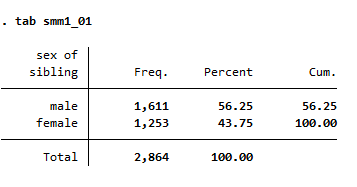 . tab smm1_01
sex of
sibling Freq. Percent Cum.
male 1,611 56.25 56.25
female 1,253 43.75 100.00
Total 2,864 100.00